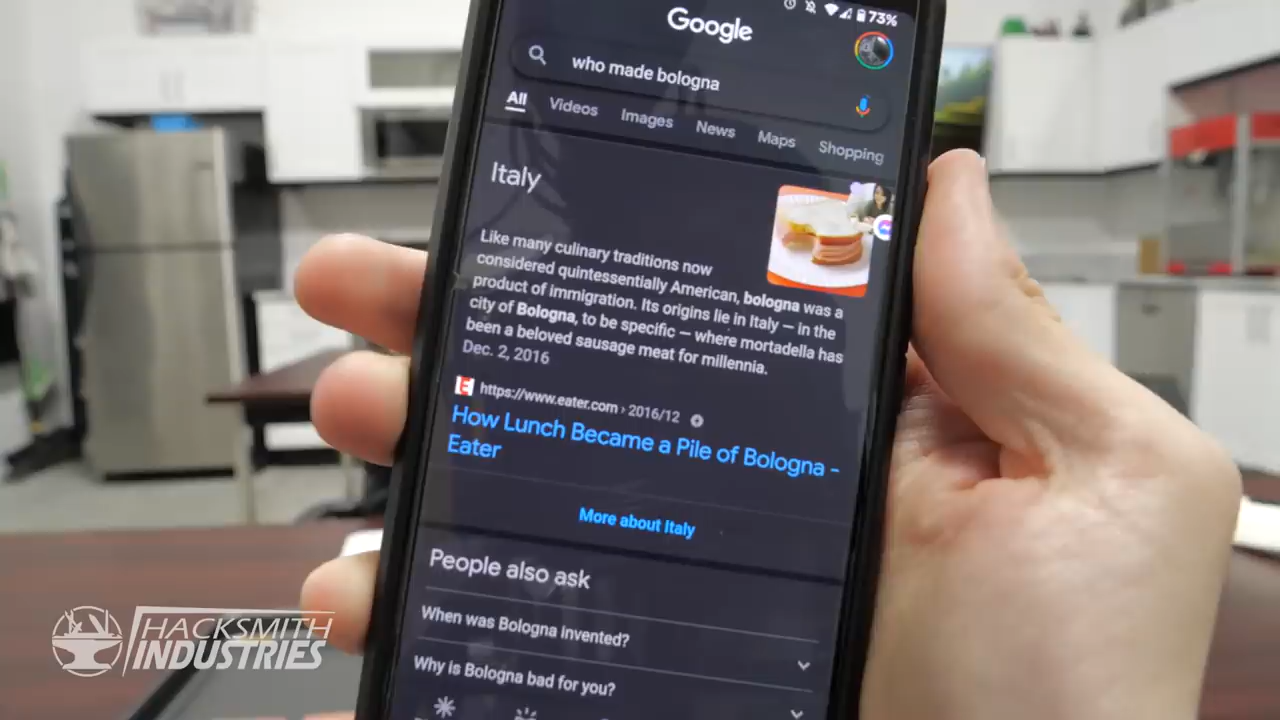 73%
Google
who made bologna
All Videos Images News Maps Shopping
Italy
Like many culinary traditions now
considered quintessentially American, bologna was a
product of immigration. Its origins lie in Italy — in the
city of Bologna, to be specific — where mortadella has
been a beloved sausage meat for millennia.
Dec. 2, 2016
E https://www.eater.com › 2016/12
How Lunch Became a Pile of Bologna -
Eater
More about Italy
People also ask
When was Bologna invented?
Why is Bologna bad for you?
HACKSMITH
INDUSTRIES